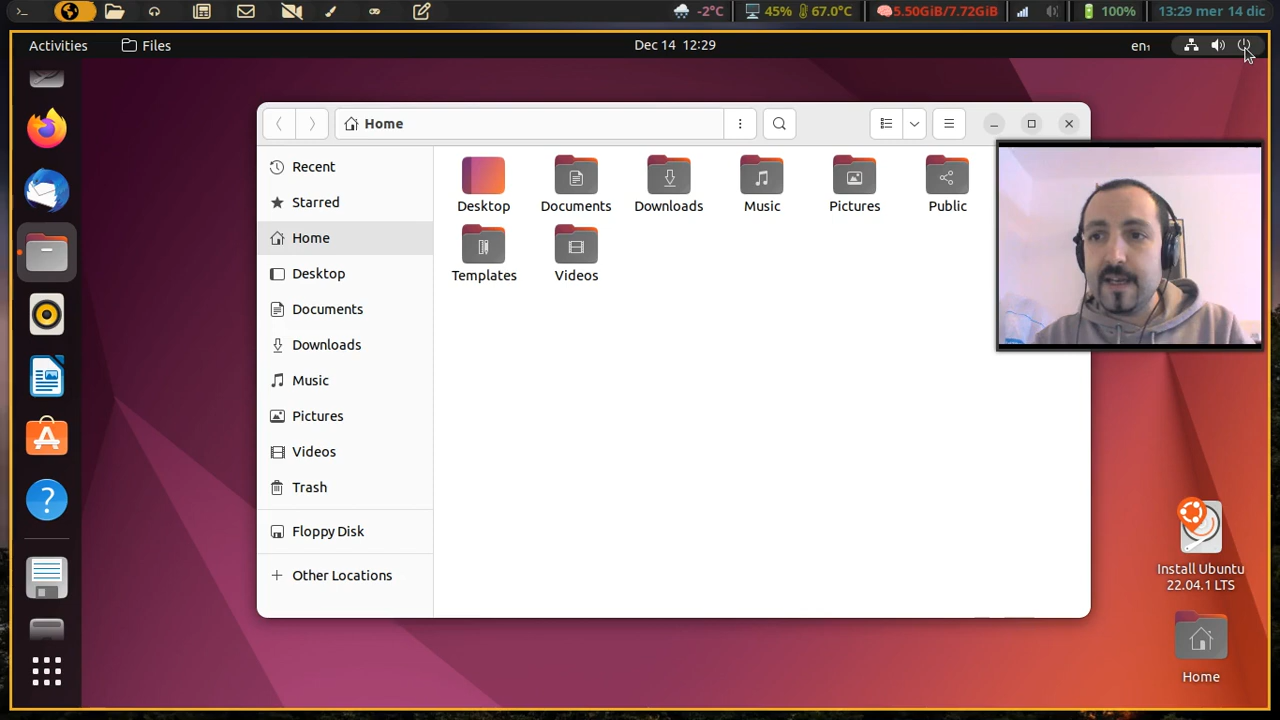 -2°C 45% 67.0°C 5.50GiB/7.72GiB 100% 13:29 mer 14 dic
Activities Files Dec 14 12:29 en₁
Home
Recent
Starred
Home
Desktop
Documents
Downloads
Music
Pictures
Videos
Trash
Floppy Disk
Other Locations
Desktop Documents Downloads Music Pictures Public
Templates Videos
Install Ubuntu
22.04.1 LTS
Home